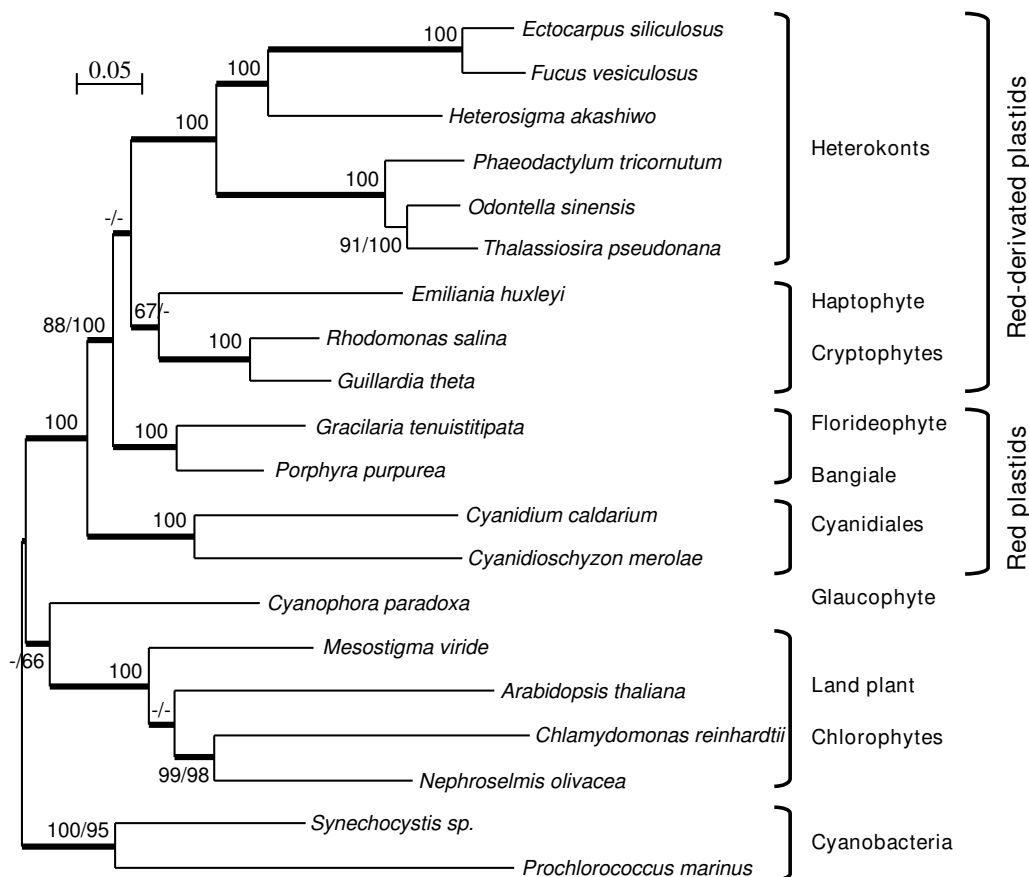 100
100
Ectocarpus siliculosus
0.05
100
Fucus vesiculosus
100
Heterosigma akashiwo
Heterokonts
Phaeodactylum tricornutum
100
Odontella sinensis
-/-
91/100
Thalassiosira pseudonana
Red-derived plastids
Emiliania huxleyi
Haptophyte
67/-
88/100
Rhodomonas salina
100
Cryptophytes
Guillardia theta
100
Gracilaria tenuistitipata
Florideophyte
100
Porphyra purpurea
Bangiale
Red plastids
100
Cyanidium caldarium
Cyanidiales
Cyanidioschyzon merolae
Cyanophora paradoxa
Glaucophyte
-/66
Mesostigma viride
100
Arabidopsis thaliana
Land plant
-/-
Chlamydomonas reinhardtii
Chlorophytes
99/98
Nephroselmis olivacea
100/95
Synechocystis sp.
Cyanobacteria
Prochlorococcus marinus